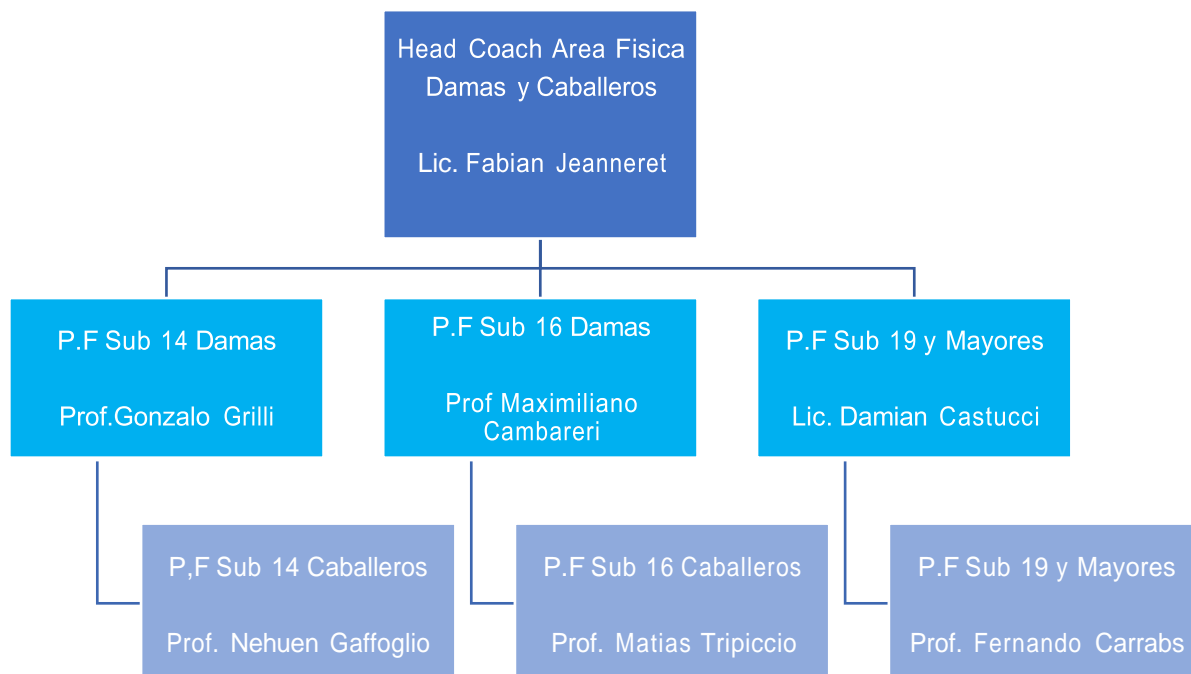 Head Coach Area Fisica
Damas y Caballeros
Lic. Fabian Jeanneret
P.F Sub 14 Damas
Prof.Gonzalo Grilli
P.F Sub 16 Damas
Prof Maximiliano
Cambareri
P.F Sub 19 y Mayores
Lic. Damian Castucci
P,F Sub 14 Caballeros
Prof. Nehuen Gaffoglio
P.F Sub 16 Caballeros
Prof. Matias Tripiccio
P.F Sub 19 y Mayores
Prof. Fernando Carrabs